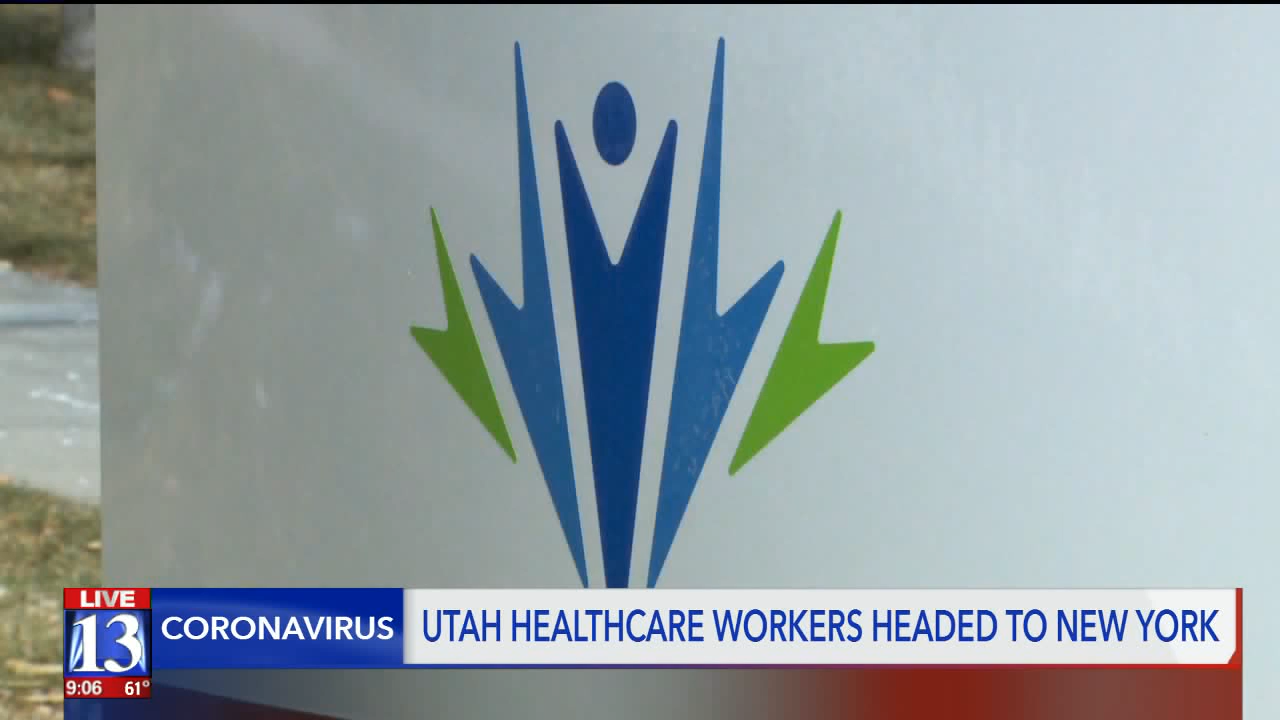 LIVE
13
CORONAVIRUS
UTAH HEALTHCARE WORKERS HEADED TO NEW YORK
9:06 61°